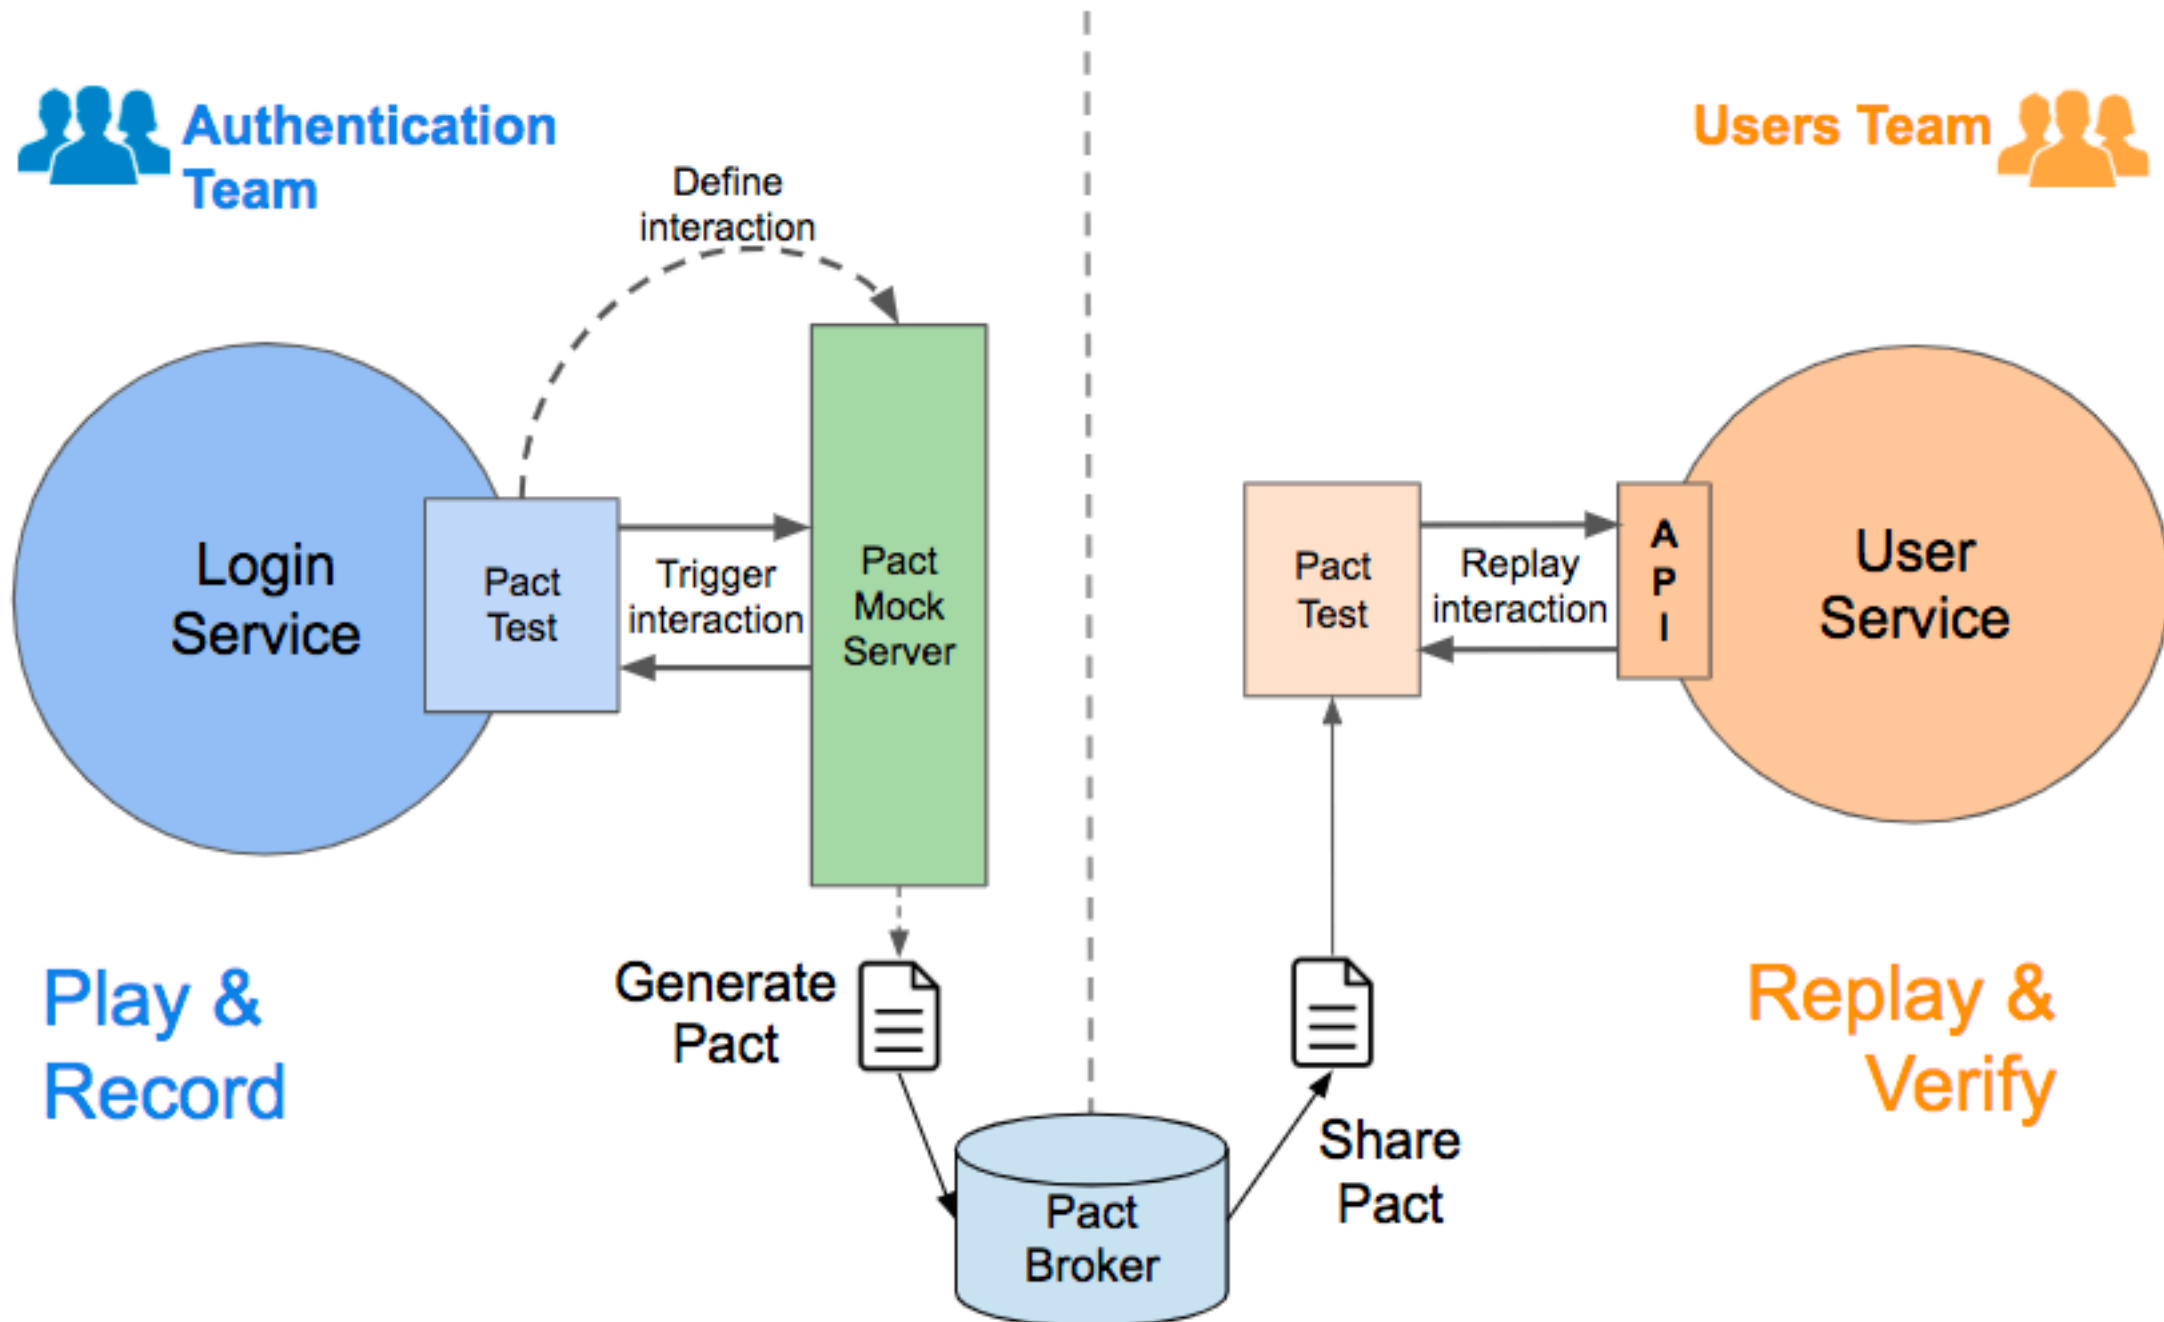 Authentication
Team
Users Team
Define
interaction
Login
Service
Pact
Test
Trigger
interaction
Pact
Mock
Server
Pact
Test
Replay
interaction
A
P
I
User
Service
Play &
Record
Generate
Pact
Replay &
Verify
Share
Pact
Pact
Broker